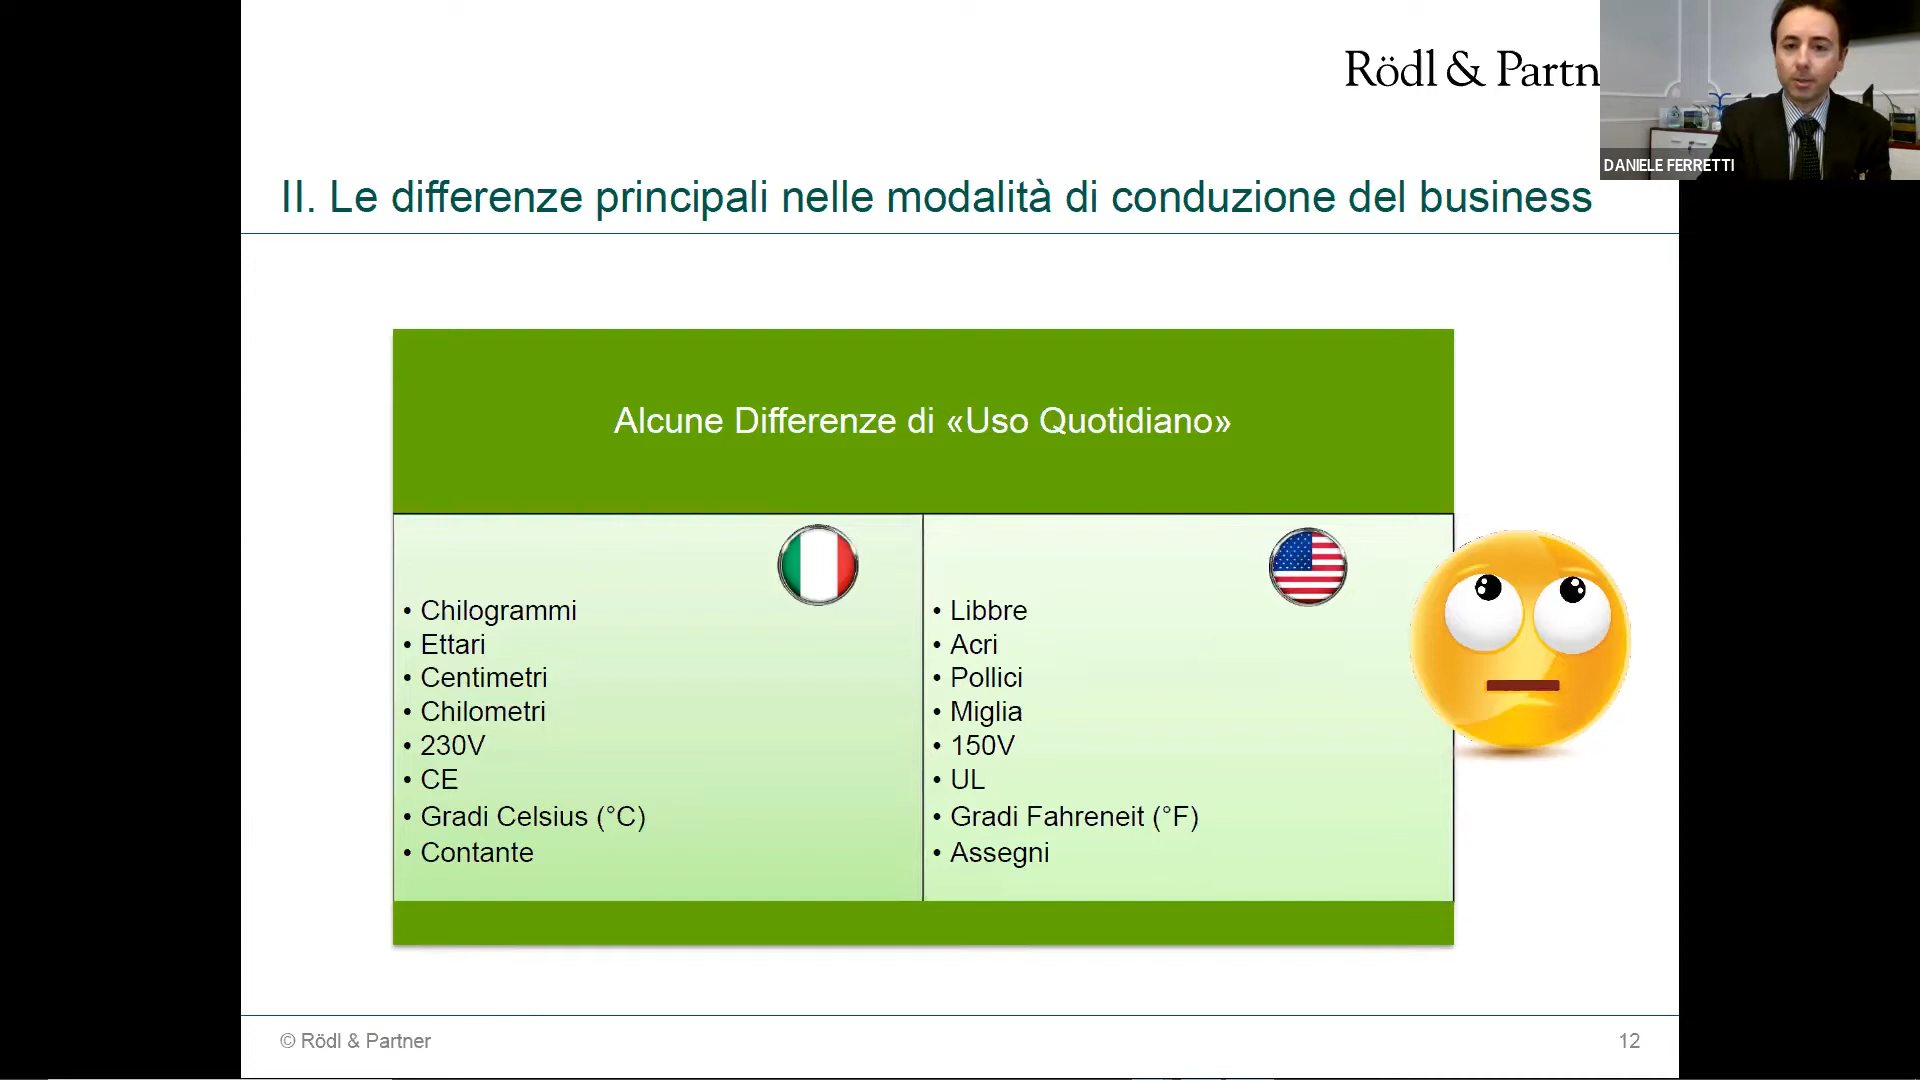 Rödl & Partn
DANIELE FERRETTI
II. Le differenze principali nelle modalità di conduzione del business
Alcune Differenze di «Uso Quotidiano»
• Chilogrammi
• Ettari
• Centimetri
• Chilometri
• 230V
• CE
• Gradi Celsius (°C)
• Contante
• Libbre
• Acri
• Pollici
• Miglia
• 150V
• UL
• Gradi Fahreneit (°F)
• Assegni
© Rödl & Partner
12